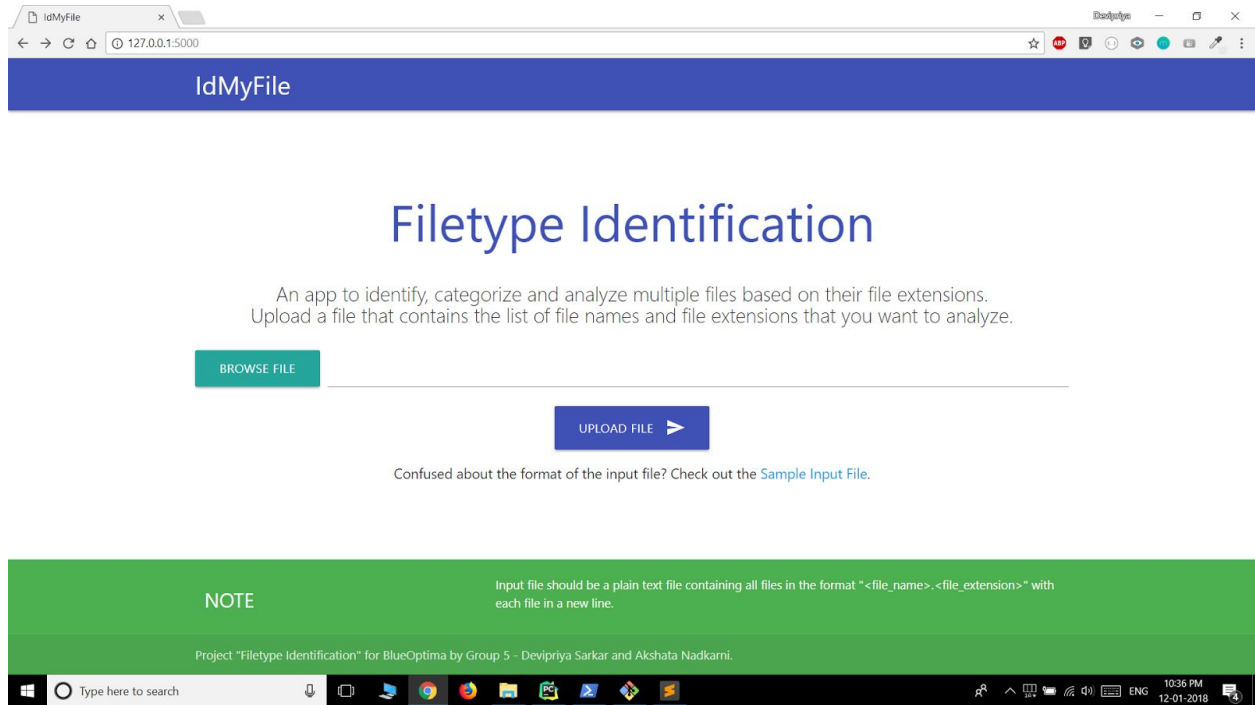 IdMyFile
Devipriya
127.0.0.1:5000
ABP
IdMyFile
Filetype Identification
An app to identify, categorize and analyze multiple files based on their file extensions.
Upload a file that contains the list of file names and file extensions that you want to analyze.
BROWSE FILE
UPLOAD FILE
Confused about the format of the input file? Check out the Sample Input File.
NOTE
Input file should be a plain text file containing all files in the format "<file_name>.<file_extension>" with
each file in a new line.
Project "Filetype Identification" for BlueOptima by Group 5 - Devipriya Sarkar and Akshata Nadkarni.
Type here to search
PC
ENG
10:36 PM
12-01-2018
4